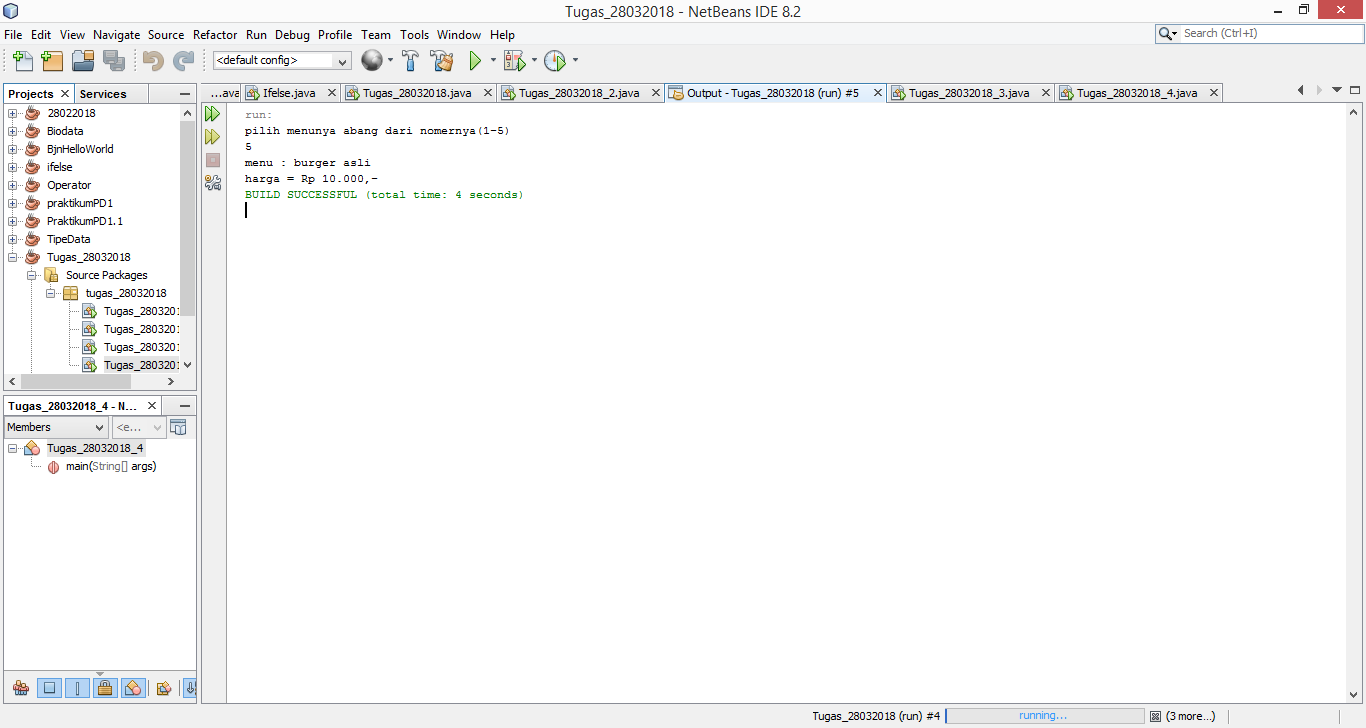 Tugas_28032018 - NetBeans IDE 8.2
File Edit View Navigate Source Refactor Run Debug Profile Team Tools Window Help
Search (Ctrl+I)
<default config>
Projects Services
28022018
Biodata
BjnHelloWorld
ifelse
Operator
praktikumPD1
PraktikumPD1.1
TipeData
Tugas_28032018
Source Packages
tugas_28032018
Tugas_2803201
Tugas_2803201
Tugas_2803201
Tugas_2803201
Tugas_28032018_4 - N...
Members <e...
Tugas_28032018_4
main(String[] args)
...ava Ifelse.java Tugas_28032018.java Tugas_28032018_2.java Output - Tugas_28032018 (run) #5 Tugas_28032018_3.java Tugas_28032018_4.java
run:
pilih menunya abang dari nomernya(1-5)
5
menu : burger asli
harga = Rp 10.000,-
BUILD SUCCESSFUL (total time: 4 seconds)
Tugas_28032018 (run) #4 running... (3 more...)